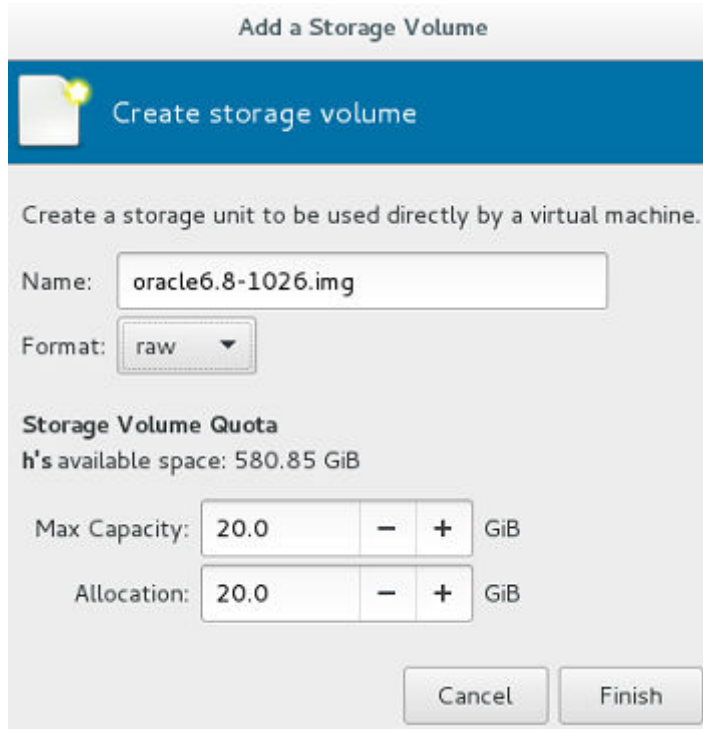 Add a Storage Volume
Create storage volume
Create a storage unit to be used directly by a virtual machine.
Name: oracle6.8-1026.img
Format: raw
Storage Volume Quota
h's available space: 580.85 GiB
Max Capacity: 20.0 − + GiB
Allocation: 20.0 − + GiB
Cancel Finish